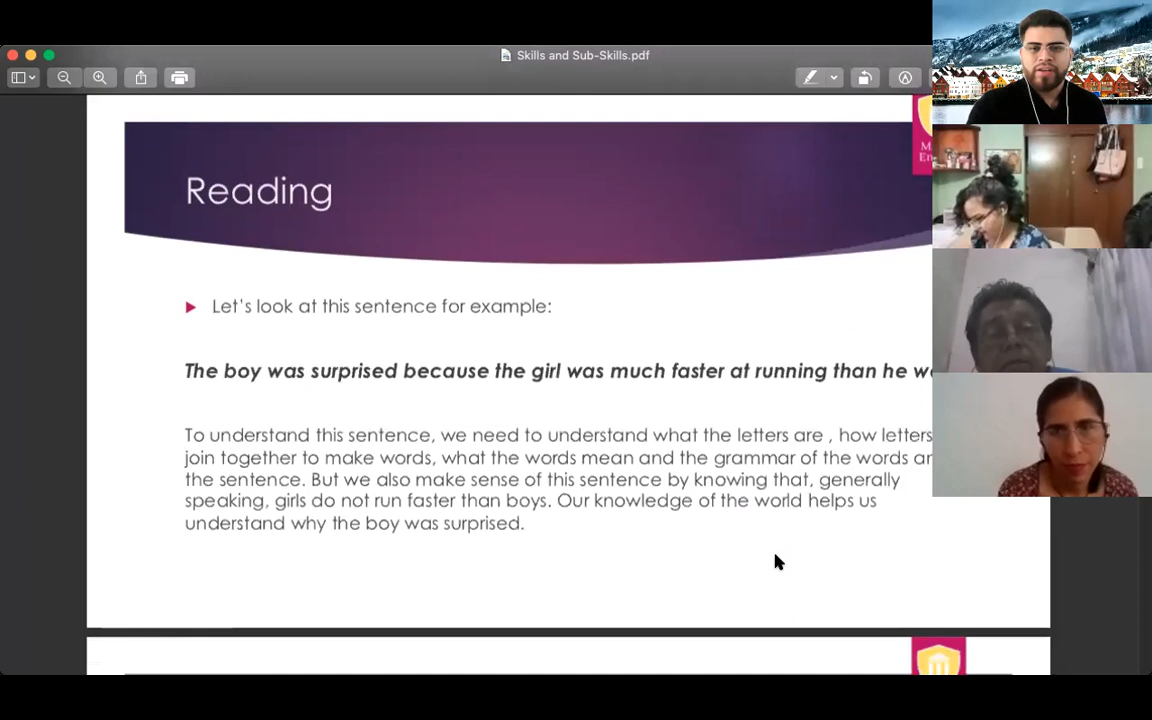 Skills and Sub-Skills.pdf
Reading
Let's look at this sentence for example:
The boy was surprised because the girl was much faster at running than he
To understand this sentence, we need to understand what the letters are , how letters
join together to make words, what the words mean and the grammar of the words
the sentence. But we also make sense of this sentence by knowing that, generally
speaking, girls do not run faster than boys. Our knowledge of the world helps us
understand why the boy was surprised.